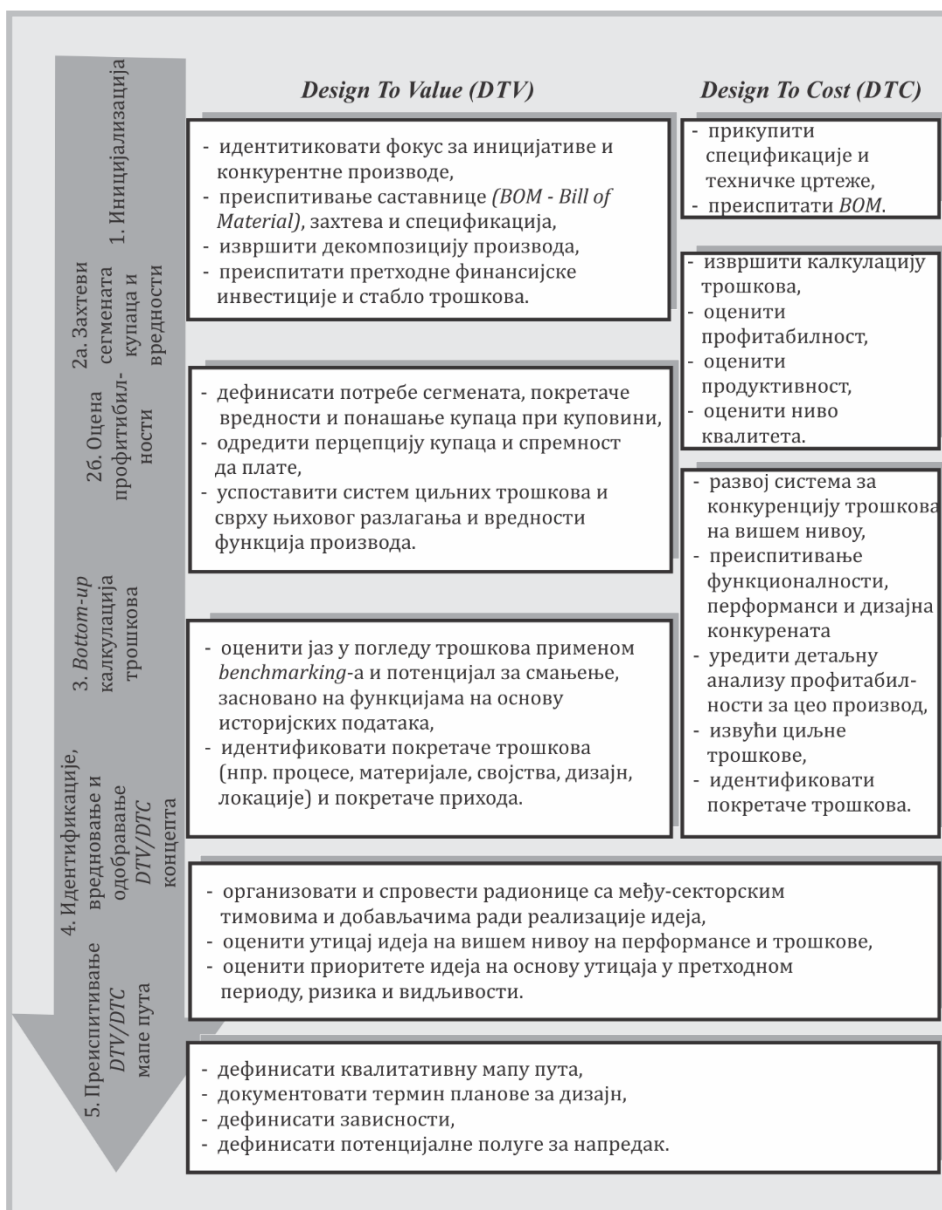 Design To Value (DTV)
Design To Cost (DTC)
1. Иницијализација
2а. Захтеви
сегмената
купаца и
вредности
2б. Оцена
профитибил-
ности
3. Bottom-up
калкулација
трошкова
4. Идентификације,
вредновање и
одобравање
DTV/DTC
концепта
5. Преиспитивање
DTV/DTC
мапе пута
- идентитиковати фокус за иницијативе и
конкурентне производе,
- преиспитивање саставнице (BOM - Bill of
Material), захтева и спецификација,
- извршити декомпозицију производа,
- преиспитати претходне финансијске
инвестиције и стабло трошкова.
- дефинисати потребе сегмената, покретаче
вредности и понашање купаца при куповини,
- одредити перцепцију купаца и спремност
да плате,
- успоставити систем циљних трошкова и
сврху њиховог разлагања и вредности
функција производа.
- оценити јаз у погледу трошкова применом
benchmarking-а и потенцијал за смањење,
засновано на функцијама на основу
историјских података,
- идентификовати покретаче трошкова
(нпр. процесе, материјале, својства, дизајн,
локације) и покретаче прихода.
- прикупити
спецификације и
техничке цртеже,
- преиспитати BOM.
- извршити калкулацију
трошкова,
- оценити
профитабилност,
- оценити
продуктивност,
- оценити ниво
квалитета.
- развој система за
конкуренцију трошкова
на вишем нивоу,
- преиспитивање
функционалности,
перформанси и дизајна
конкурената
- уредити детаљну
анализу профитабил-
ности за цео производ,
- извући циљне
трошкове,
- идентификовати
покретаче трошкова.
- организовати и спровести радионице са међу-секторским
тимовима и добављачима ради реализације идеја,
- оценити утицај идеја на вишем нивоу на перформансе и трошкове,
- оценити приоритете идеја на основу утицаја у претходном
периоду, ризика и видљивости.
- дефинисати квалитативну мапу пута,
- документовати термин планове за дизајн,
- дефинисати зависности,
- дефинисати потенцијалне полуге за напредак.